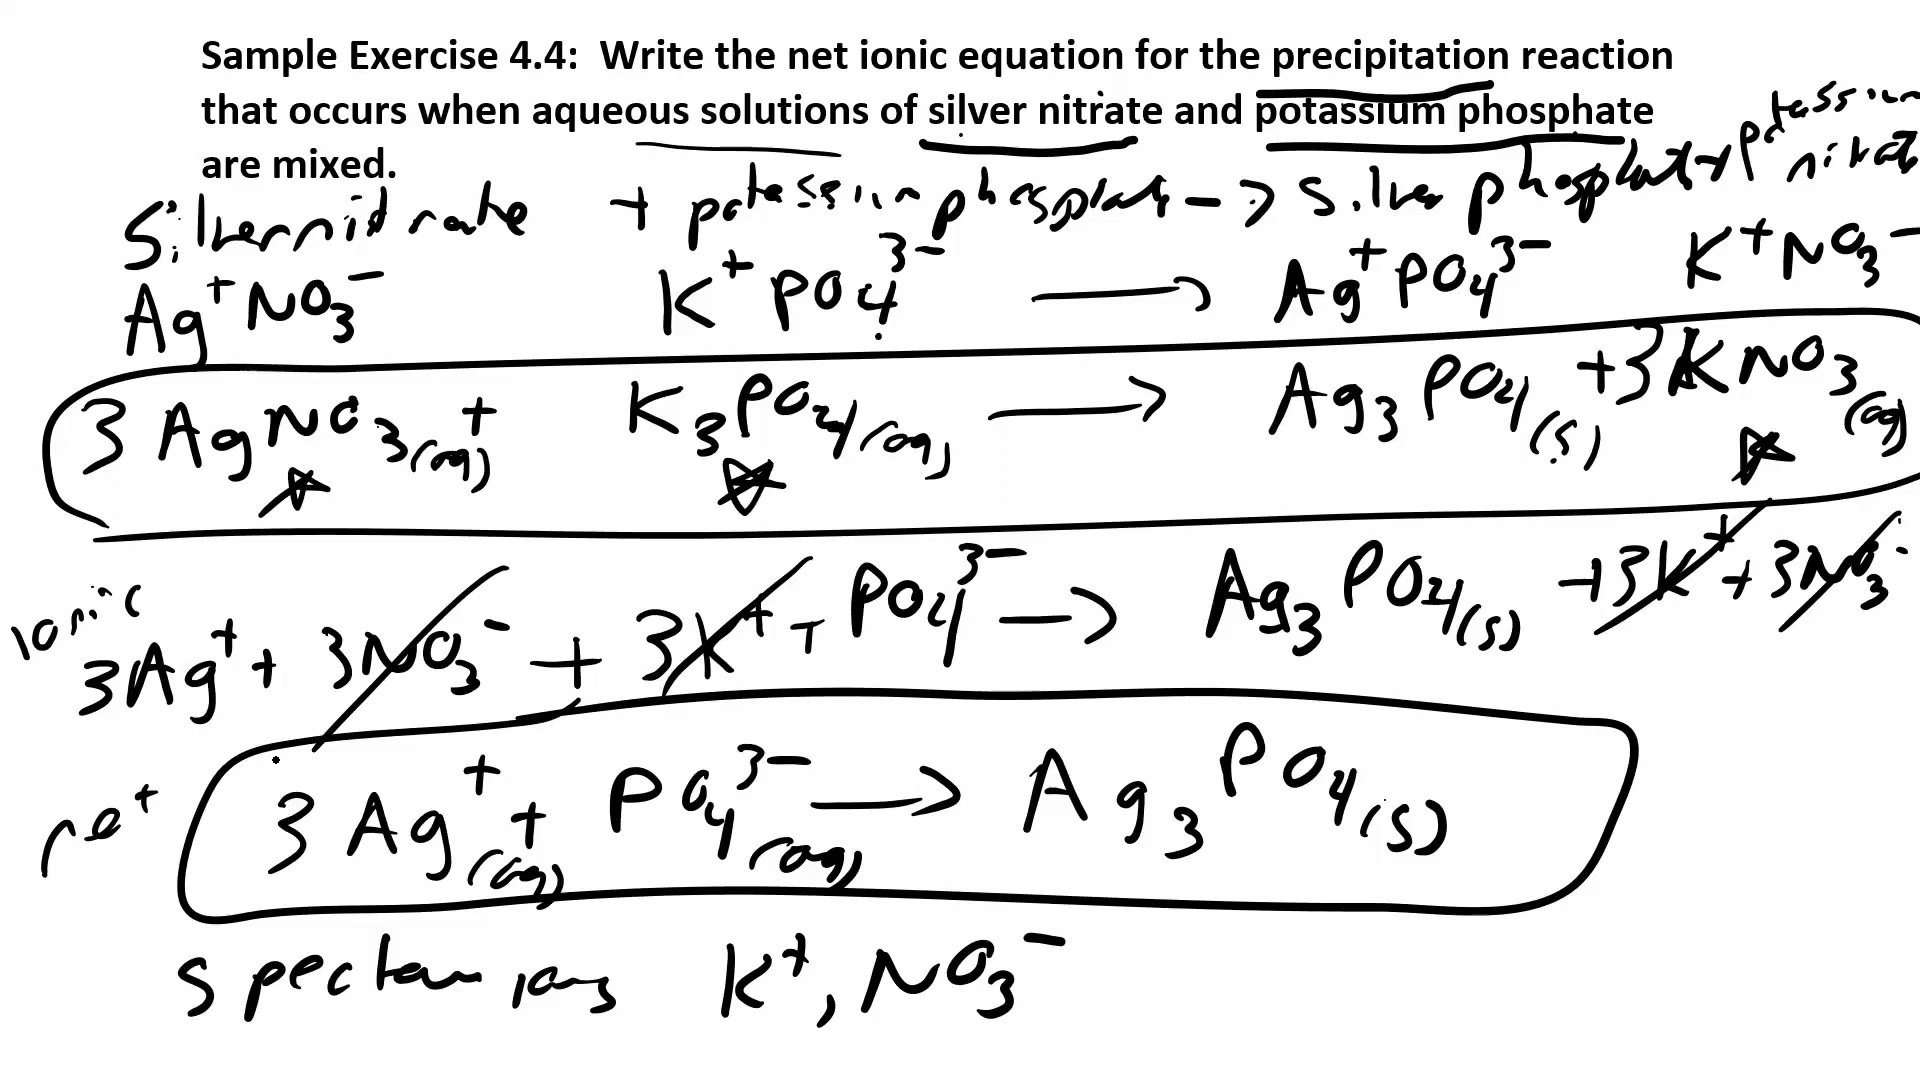 Sample Exercise 4.4: Write the net ionic equation for the precipitation reaction
that occurs when aqueous solutions of silver nitrate and potassium phosphate
are mixed.
Silver nitrate + potassium phosphate -> Silver phosphate + potassium nitrate
Ag⁺NO₃⁻ K⁺PO₄³⁻ → Ag⁺PO₄³⁻ K⁺NO₃⁻
3AgNO₃(aq) + K₃PO₄(aq) → Ag₃PO₄(s) + 3KNO₃(aq)
ionic
3Ag⁺ + 3NO₃⁻ + 3K⁺ + PO₄³⁻ → Ag₃PO₄(s) + 3K⁺ + 3NO₃⁻
net
3Ag⁺(aq) + PO₄³⁻(aq) → Ag₃PO₄(s)
spectator ions K⁺, NO₃⁻